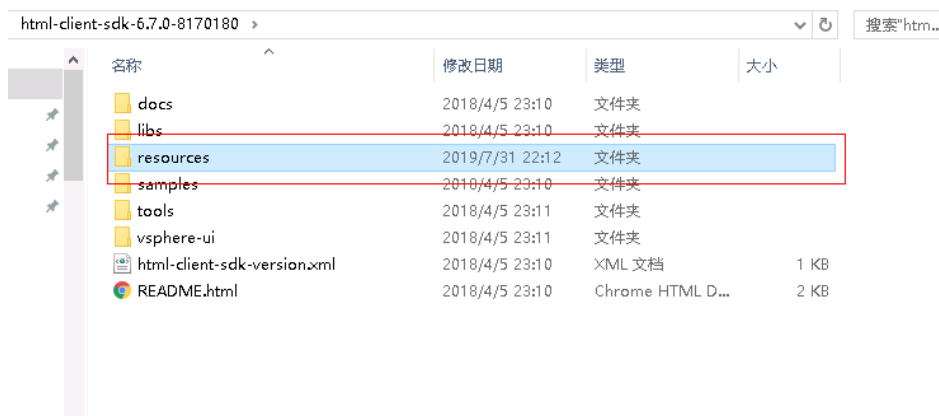 html-client-sdk-6.7.0-8170180 >
搜索"htm...
名称 修改日期 类型 大小
docs 2018/4/5 23:10 文件夹
libs 2018/4/5 23:10 文件夹
resources 2019/7/31 22:12 文件夹
samples 2018/4/5 23:10 文件夹
tools 2018/4/5 23:11 文件夹
vsphere-ui 2018/4/5 23:11 文件夹
html-client-sdk-version.xml 2018/4/5 23:10 XML 文档 1 KB
README.html 2018/4/5 23:10 Chrome HTML D... 2 KB